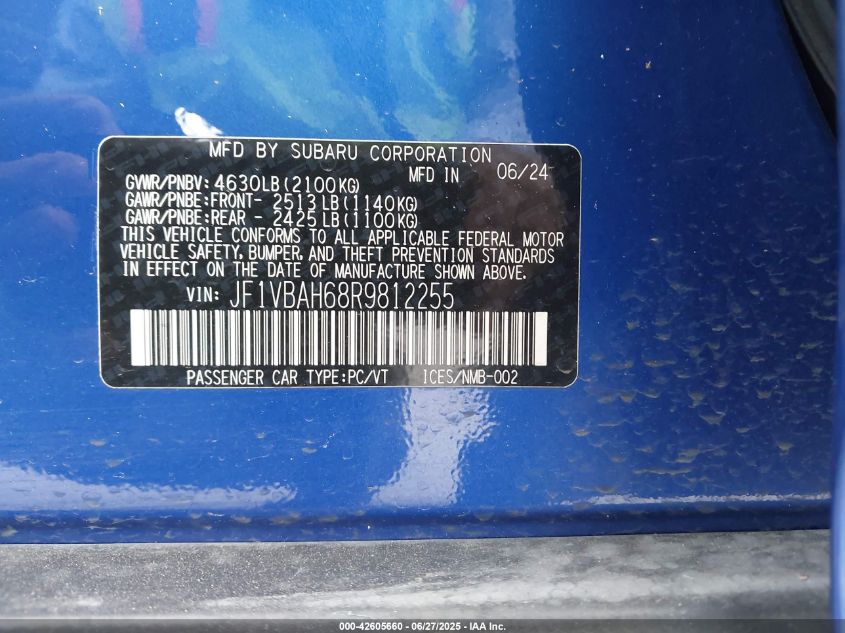 MFD BY SUBARU CORPORATION
MFD IN 06/24
GVWR/PNBV: 4630LB(2100KG)
GAWR/PNBE:FRONT- 2513LB(1140KG)
GAWR/PNBE:REAR - 2425LB(1100KG)
THIS VEHICLE CONFORMS TO ALL APPLICABLE FEDERAL MOTOR
VEHICLE SAFETY, BUMPER, AND THEFT PREVENTION STANDARDS
IN EFFECT ON THE DATE OF MANUFACTURE SHOWN ABOVE.
VIN: JF1VBAH68R9812255
PASSENGER CAR TYPE:PC/VT ICES/NMB-002
000-42605660 - 06/27/2025 - IAA Inc.